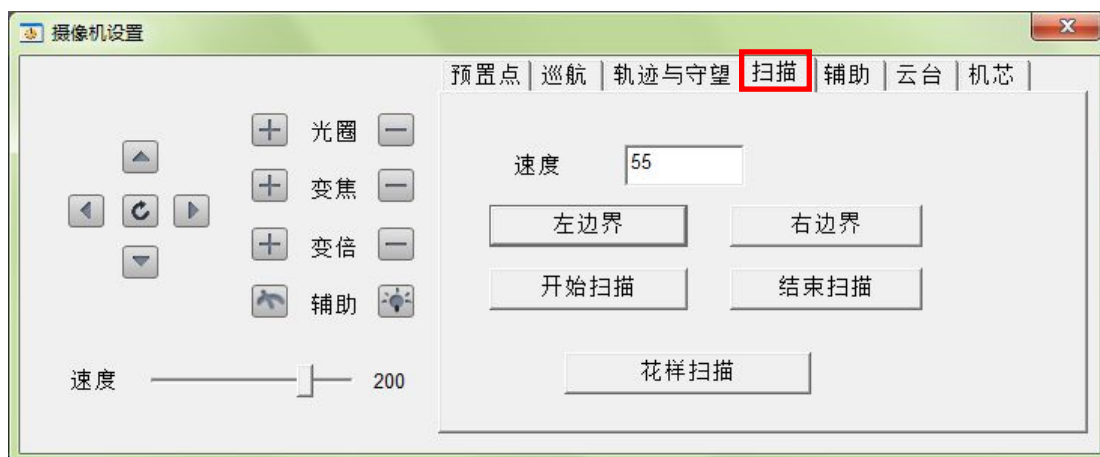 摄像机设置
预置点 巡航 轨迹与守望 扫描 辅助 云台 机芯
光圈
变焦
变倍
辅助
速度 200
速度 55
左边界 右边界
开始扫描 结束扫描
花样扫描